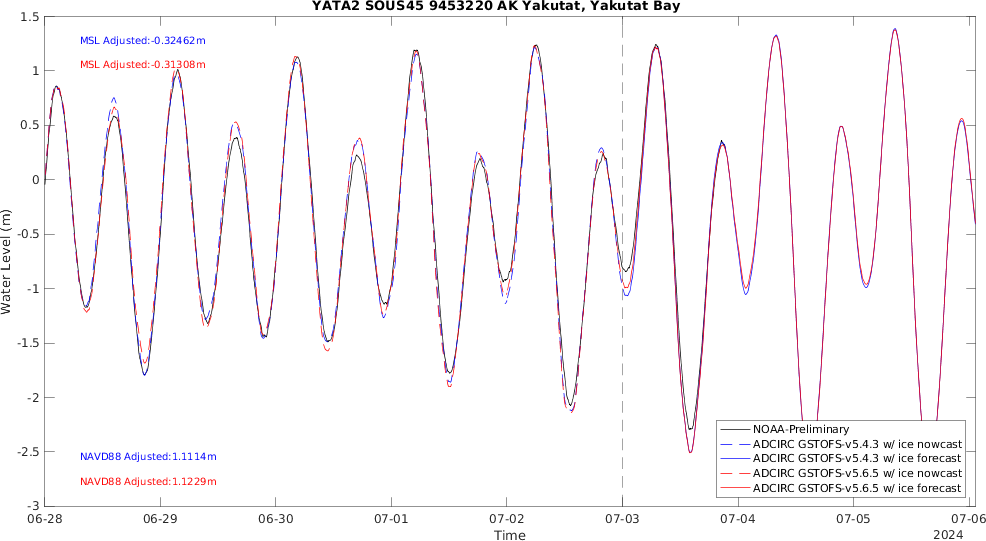 YATA2 SOUS45 9453220 AK Yakutat, Yakutat Bay
1.5
1
0.5
0
-0.5
-1
-1.5
-2
-2.5
-3
Water Level (m)
MSL Adjusted:-0.32462m
MSL Adjusted:-0.31308m
NAVD88 Adjusted:1.1114m
NAVD88 Adjusted:1.1229m
NOAA-Preliminary
ADCIRC GSTOFS-v5.4.3 w/ ice nowcast
ADCIRC GSTOFS-v5.4.3 w/ ice forecast
ADCIRC GSTOFS-v5.6.5 w/ ice nowcast
ADCIRC GSTOFS-v5.6.5 w/ ice forecast
06-28 06-29 06-30 07-01 07-02 07-03 07-04 07-05 07-06
Time
2024